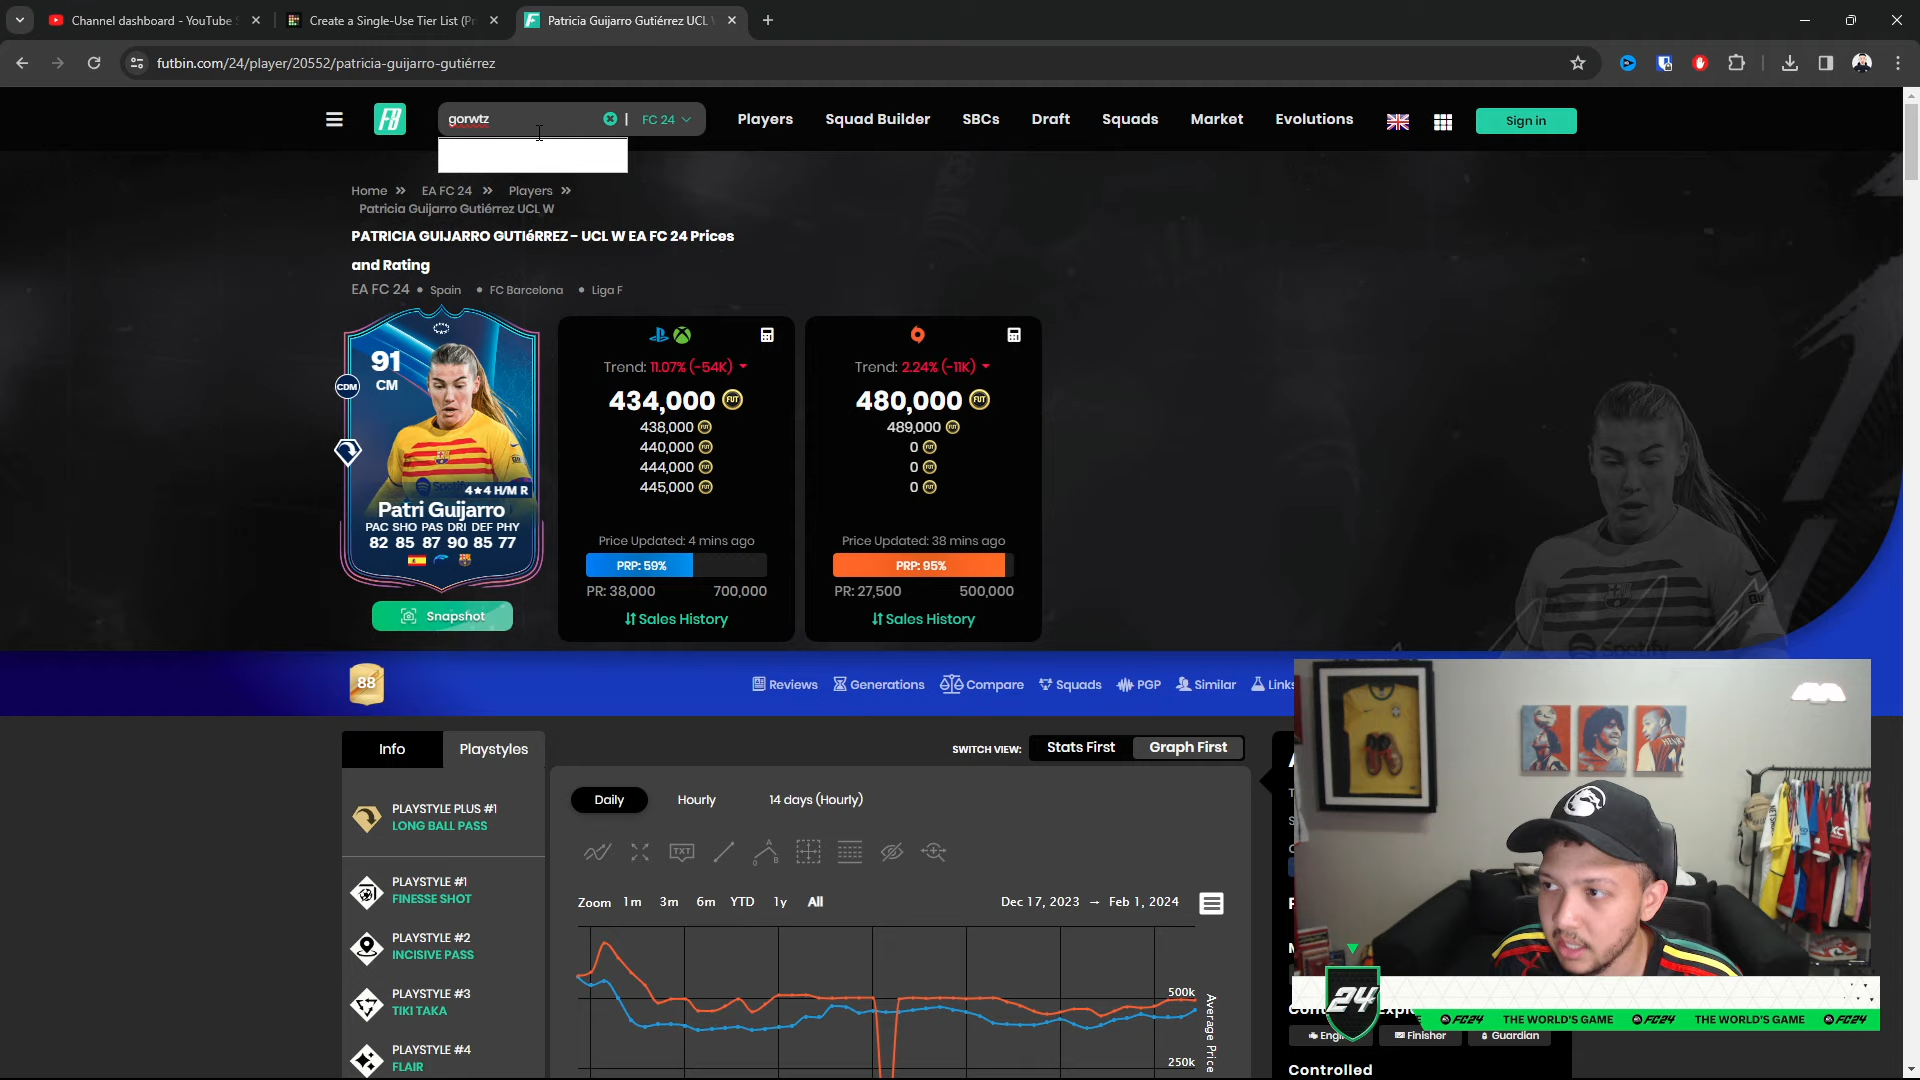 Channel dashboard - YouTube S
Create a Single-Use Tier List (Pr
Patricia Guijarro Gutiérrez UCL W
futbin.com/24/player/20552/patricia-guijarro-gutiérrez
FB
gorwtz
FC 24
Players
Squad Builder
SBCs
Draft
Squads
Market
Evolutions
Sign in
Home » EA FC 24 » Players »
Patricia Guijarro Gutiérrez UCL W
PATRICIA GUIJARRO GUTIéRREZ - UCL W EA FC 24 Prices
and Rating
EA FC 24 • Spain • FC Barcelona • Liga F
91
CM
CDM
4★4 H/M R
Patri Guijarro
PAC SHO PAS DRI DEF PHY
82 85 87 90 85 77
Snapshot
Trend: 11.07% (-54K)
434,000
438,000
440,000
444,000
445,000
Price Updated: 4 mins ago
PRP: 59%
PR: 38,000 700,000
Sales History
Trend: 2.24% (-11K)
480,000
489,000
0
0
0
Price Updated: 38 mins ago
PRP: 95%
PR: 27,500 500,000
Sales History
88
Reviews
Generations
Compare
Squads
PGP
Similar
Links
Info
Playstyles
PLAYSTYLE PLUS #1
LONG BALL PASS
PLAYSTYLE #1
FINESSE SHOT
PLAYSTYLE #2
INCISIVE PASS
PLAYSTYLE #3
TIKI TAKA
PLAYSTYLE #4
FLAIR
SWITCH VIEW: Stats First Graph First
Daily Hourly 14 days (Hourly)
TXT
Zoom 1m 3m 6m YTD 1y All
Dec 17, 2023 → Feb 1, 2024
500k
250k
Average Price
24
FC24 THE WORLD'S GAME FC24 THE WORLD'S GAME FC24
Finisher
Guardian
Controlled